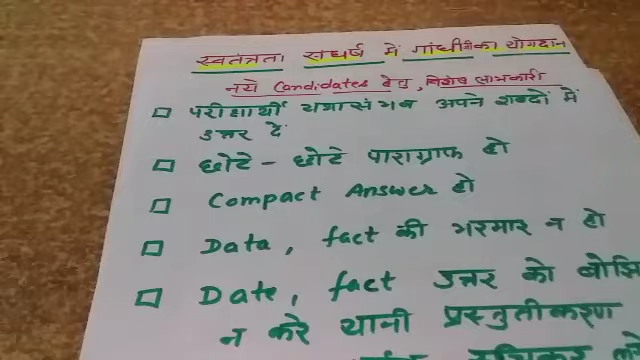 स्वतंत्रता संघर्ष में गांधीजी का योगदान
नये Candidates हेतु, विशेष लाभकारी
□ परीक्षार्थी यथासंभव अपने शब्दों में
उत्तर दें
□ छोटे - छोटे पाराग्राफ हो
□ Compact Answer हो
□ Data, fact की भरमार न हो
□ Date, fact उत्तर को बोझि
न करे यानी प्रस्तुतीकरण